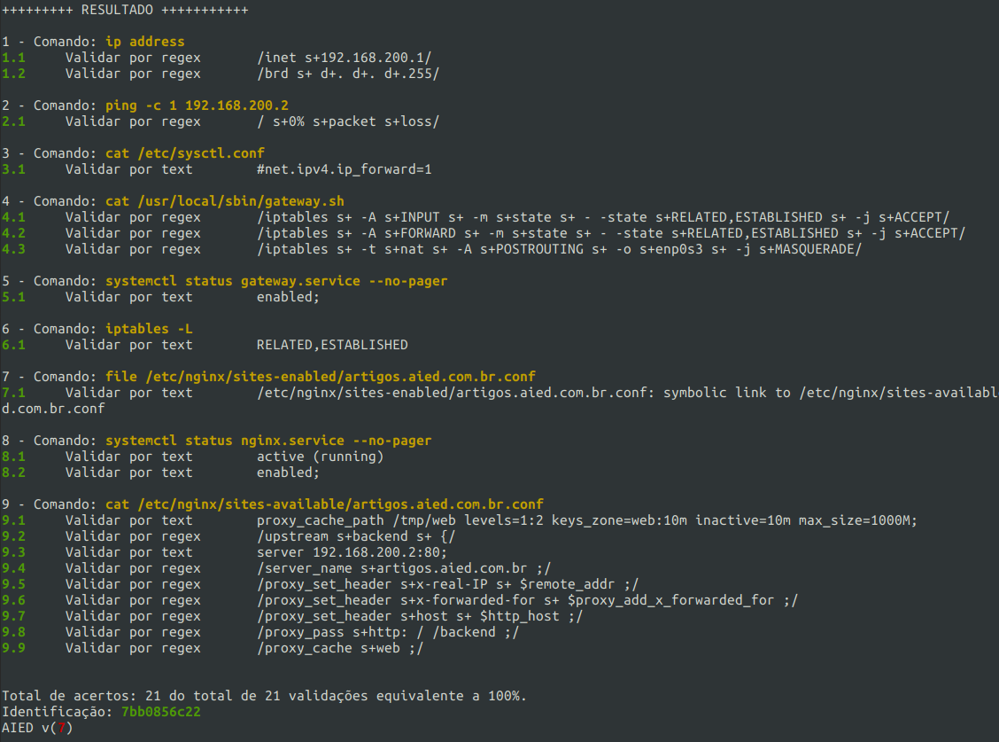 +++++++++ RESULTADO +++++++++++
1 - Comando: ip address
1.1 Validar por regex /inet s+192.168.200.1/
1.2 Validar por regex /brd s+ d+. d+. d+.255/
2 - Comando: ping -c 1 192.168.200.2
2.1 Validar por regex / s+0% s+packet s+loss/
3 - Comando: cat /etc/sysctl.conf
3.1 Validar por text #net.ipv4.ip_forward=1
4 - Comando: cat /usr/local/sbin/gateway.sh
4.1 Validar por regex /iptables s+ -A s+INPUT s+ -m s+state s+ - -state s+RELATED,ESTABLISHED s+ -j s+ACCEPT/
4.2 Validar por regex /iptables s+ -A s+FORWARD s+ -m s+state s+ - -state s+RELATED,ESTABLISHED s+ -j s+ACCEPT/
4.3 Validar por regex /iptables s+ -t s+nat s+ -A s+POSTROUTING s+ -o s+enp0s3 s+ -j s+MASQUERADE/
5 - Comando: systemctl status gateway.service --no-pager
5.1 Validar por text enabled;
6 - Comando: iptables -L
6.1 Validar por text RELATED,ESTABLISHED
7 - Comando: file /etc/nginx/sites-enabled/artigos.aied.com.br.conf
7.1 Validar por text /etc/nginx/sites-enabled/artigos.aied.com.br.conf: symbolic link to /etc/nginx/sites-availabl
d.com.br.conf
8 - Comando: systemctl status nginx.service --no-pager
8.1 Validar por text active (running)
8.2 Validar por text enabled;
9 - Comando: cat /etc/nginx/sites-available/artigos.aied.com.br.conf
9.1 Validar por text proxy_cache_path /tmp/web levels=1:2 keys_zone=web:10m inactive=10m max_size=1000M;
9.2 Validar por regex /upstream s+backend s+ {/
9.3 Validar por text server 192.168.200.2:80;
9.4 Validar por regex /server_name s+artigos.aied.com.br ;/
9.5 Validar por regex /proxy_set_header s+x-real-IP s+ $remote_addr ;/
9.6 Validar por regex /proxy_set_header s+x-forwarded-for s+ $proxy_add_x_forwarded_for ;/
9.7 Validar por regex /proxy_set_header s+host s+ $http_host ;/
9.8 Validar por regex /proxy_pass s+http: / /backend ;/
9.9 Validar por regex /proxy_cache s+web ;/
Total de acertos: 21 do total de 21 validações equivalente a 100%.
Identificação: 7bb0856c22
AIED v(7)